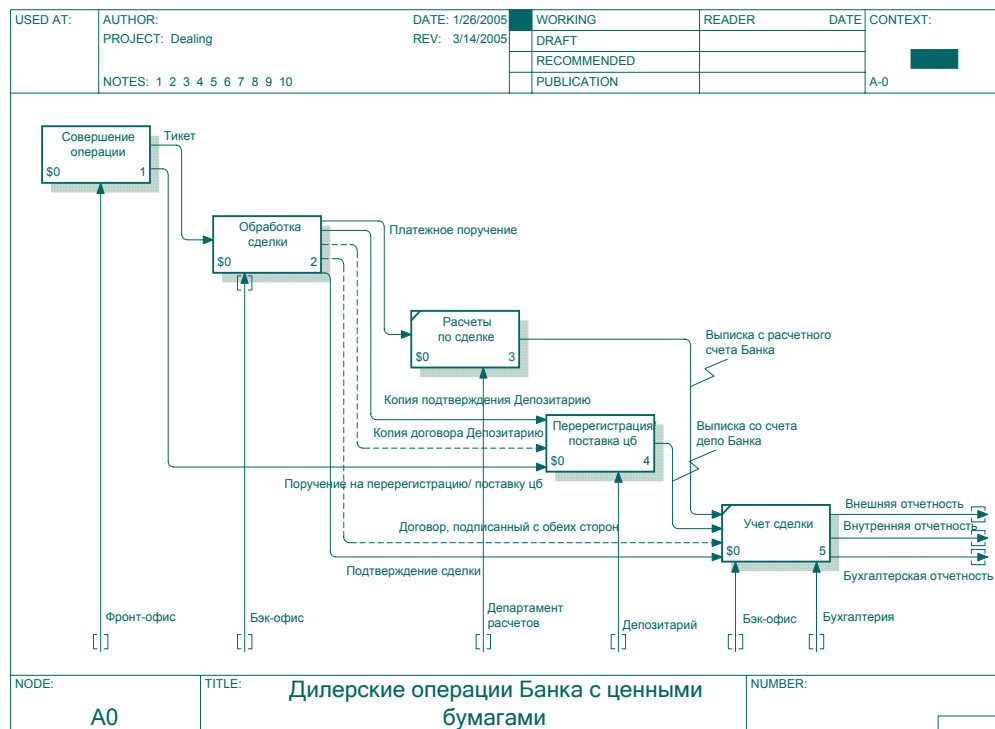 USED AT:
AUTHOR:
DATE: 1/26/2005
WORKING
READER
DATE
CONTEXT:
PROJECT: Dealing
REV: 3/14/2005
DRAFT
RECOMMENDED
NOTES: 1 2 3 4 5 6 7 8 9 10
PUBLICATION
A-0
Совершение
операции
$0
1
Тикет
Обработка
сделки
$0
2
Платежное поручение
Расчеты
по сделке
$0
3
Выписка с расчетного
счета Банка
Копия подтверждения Депозитарию
Копия договора Депозитарию
Перерегистрация/
поставка цб
$0
4
Выписка со счета
депо Банка
Поручение на перерегистрацию/ поставку цб
Учет сделки
$0
5
Внешняя отчетность
Внутренняя отчетность
Бухгалтерская отчетность
Договор, подписанный с обеих сторон
Подтверждение сделки
Фронт-офис
Бэк-офис
Департамент
расчетов
Депозитарий
Бэк-офис
Бухгалтерия
NODE:
A0
TITLE:
Дилерские операции Банка с ценными
бумагами
NUMBER: